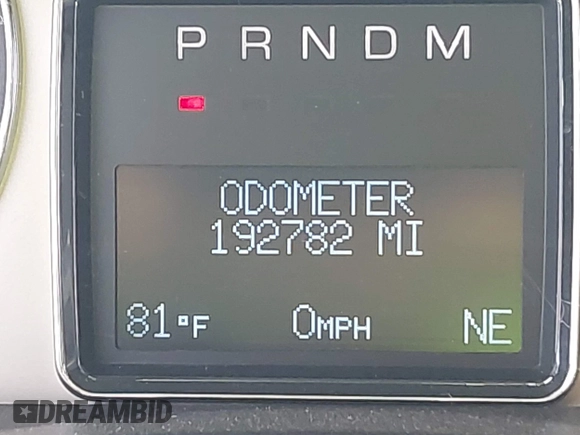 P R N D M
ODOMETER
192782 MI
81°F 0MPH NE
DREAMBID